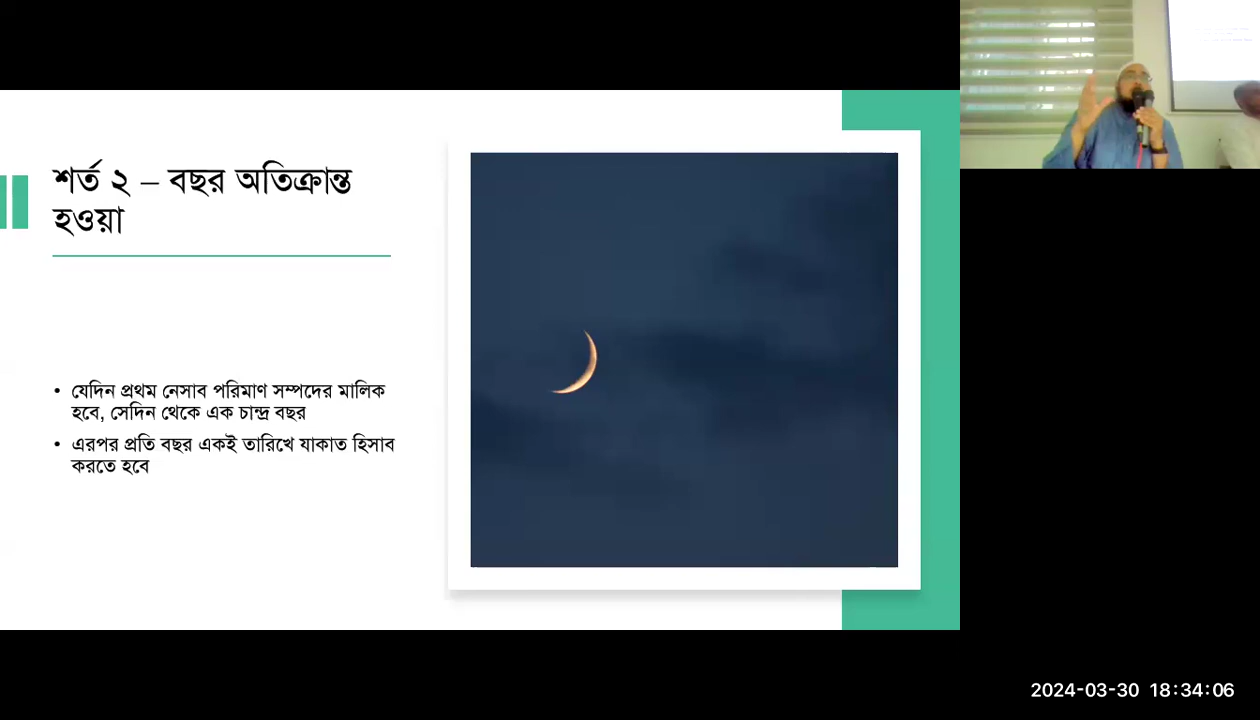 শর্ত ২ – বছর অতিক্রান্ত
হওয়া
• যেদিন প্রথম নেসাব পরিমাণ সম্পদের মালিক
হবে, সেদিন থেকে এক চান্দ্র বছর
• এরপর প্রতি বছর একই তারিখে যাকাত হিসাব
করতে হবে
2024-03-30 18:34:06